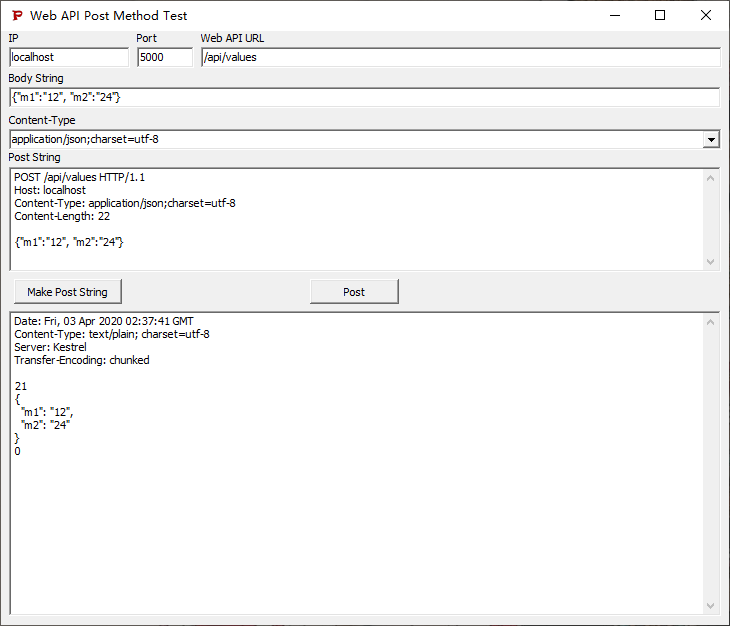 Web API Post Method Test
IP Port Web API URL
localhost 5000 /api/values
Body String
{"m1":"12", "m2":"24"}
Content-Type
application/json;charset=utf-8
Post String
POST /api/values HTTP/1.1
Host: localhost
Content-Type: application/json;charset=utf-8
Content-Length: 22

{"m1":"12", "m2":"24"}
Make Post String Post
Date: Fri, 03 Apr 2020 02:37:41 GMT
Content-Type: text/plain; charset=utf-8
Server: Kestrel
Transfer-Encoding: chunked

21
{
  "m1": "12",
  "m2": "24"
}
0